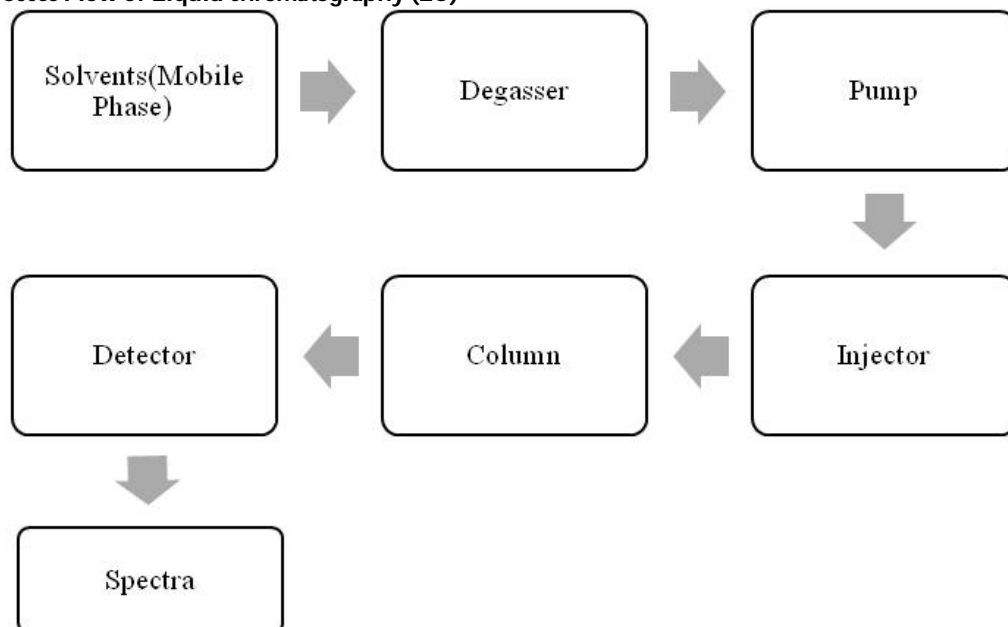 Flow of Liquid chromatography (LC)
Solvents(Mobile
Phase)
Degasser
Pump
Detector
Column
Injector
Spectra